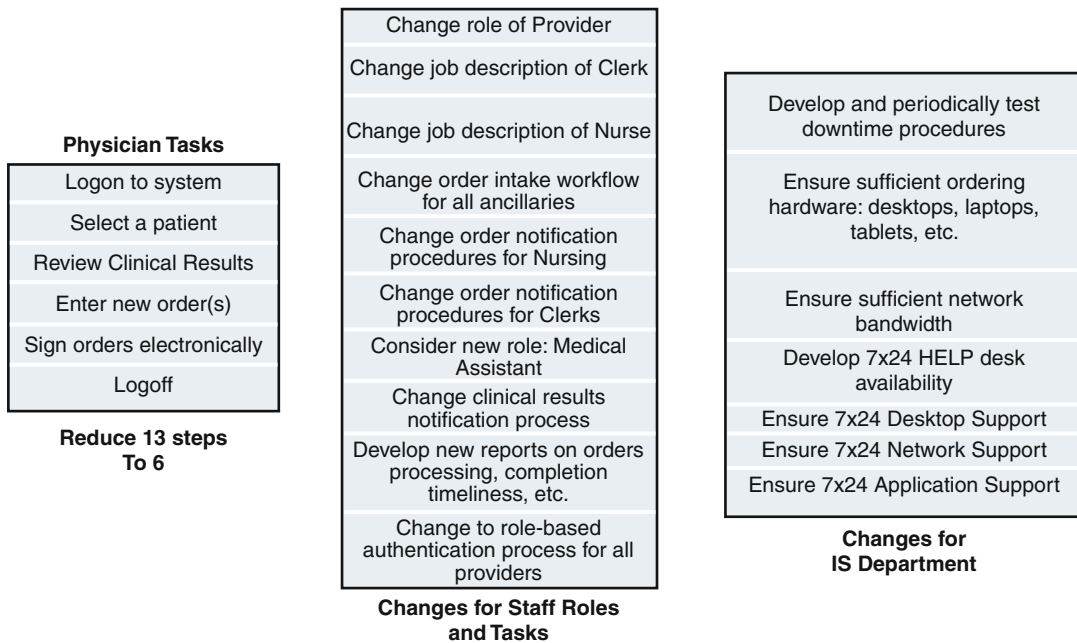 Physician Tasks
Logon to system
Select a patient
Review Clinical Results
Enter new order(s)
Sign orders electronically
Logoff
Reduce 13 steps
To 6
Change role of Provider
Change job description of Clerk
Change job description of Nurse
Change order intake workflow
for all ancillaries
Change order notification
procedures for Nursing
Change order notification
procedures for Clerks
Consider new role: Medical
Assistant
Change clinical results
notification process
Develop new reports on orders
processing, completion
timeliness, etc.
Change to role-based
authentication process for all
providers
Changes for Staff Roles
and Tasks
Develop and periodically test
downtime procedures
Ensure sufficient ordering
hardware: desktops, laptops,
tablets, etc.
Ensure sufficient network
bandwidth
Develop 7x24 HELP desk
availability
Ensure 7x24 Desktop Support
Ensure 7x24 Network Support
Ensure 7x24 Application Support
Changes for
IS Department